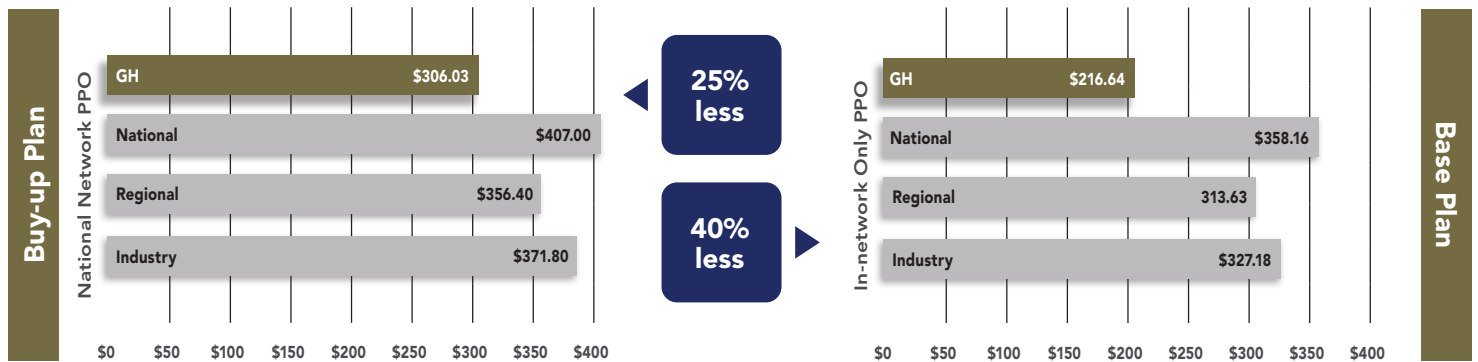 Buy-up Plan
National Network PPO
GH $306.03
National $407.00
Regional $356.40
Industry $371.80
$0 $50 $100 $150 $200 $250 $300 $350 $400
25%
less
40%
less
In-network Only PPO
GH $216.64
National $358.16
Regional 313.63
Industry $327.18
$0 $50 $100 $150 $200 $250 $300 $350 $400
Base Plan